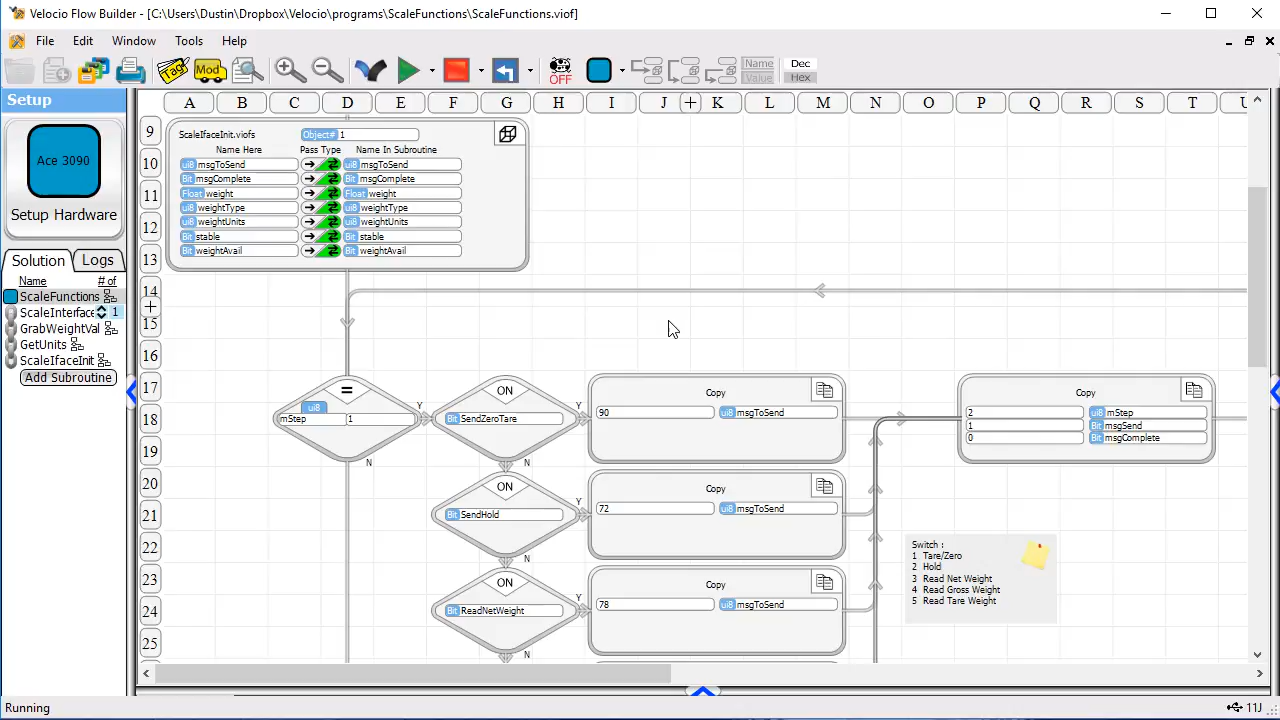 Velocio Flow Builder - [C:\Users\Dustin\Dropbox\Velocio\programs\ScaleFunctions\ScaleFunctions.viof]
File Edit Window Tools Help
Tag Mod OFF Name Value Dec Hex
Setup
A B C D E F G H I J + K L M N O P Q R S T U
Ace 3090
Setup Hardware
Solution Logs
Name # of
ScaleFunctions
ScaleInterface 1
GrabWeightVal
GetUnits
ScaleIfaceInit
Add Subroutine
9
10
11
12
13
14
+
15
16
17
18
19
20
21
22
23
24
25
ScaleIfaceInit.viofs Object# 1
Name Here Pass Type Name In Subroutine
ui8 msgToSend ui8 msgToSend
Bit msgComplete Bit msgComplete
Float weight Float weight
ui8 weightType ui8 weightType
ui8 weightUnits ui8 weightUnits
Bit stable Bit stable
Bit weightAvail Bit weightAvail
=
ui8
mStep 1
Y
N
ON
Bit SendZeroTare
Y
N
Copy
90 ui8 msgToSend
Copy
2 ui8 mStep
1 Bit msgSend
0 Bit msgComplete
ON
Bit SendHold
Y
N
Copy
72 ui8 msgToSend
ON
Bit ReadNetWeight
Y
N
Copy
78 ui8 msgToSend
Switch :
1 Tare/Zero
2 Hold
3 Read Net Weight
4 Read Gross Weight
5 Read Tare Weight
Running
11J